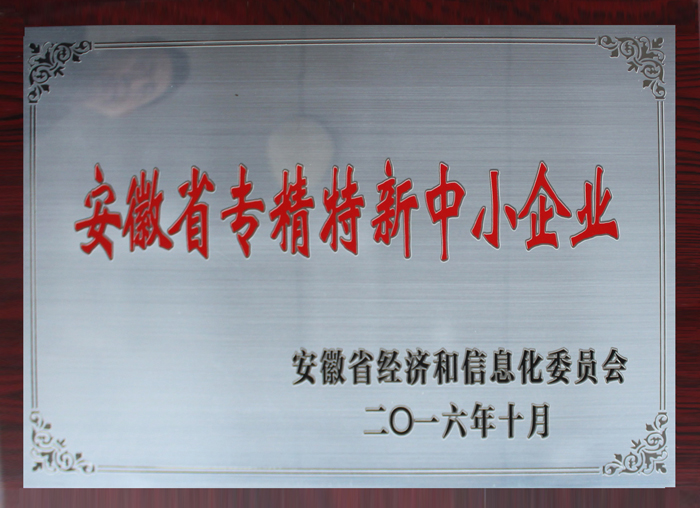 安徽省专精特新中小企业
安徽省经济和信息化委员会
二〇一六年十月